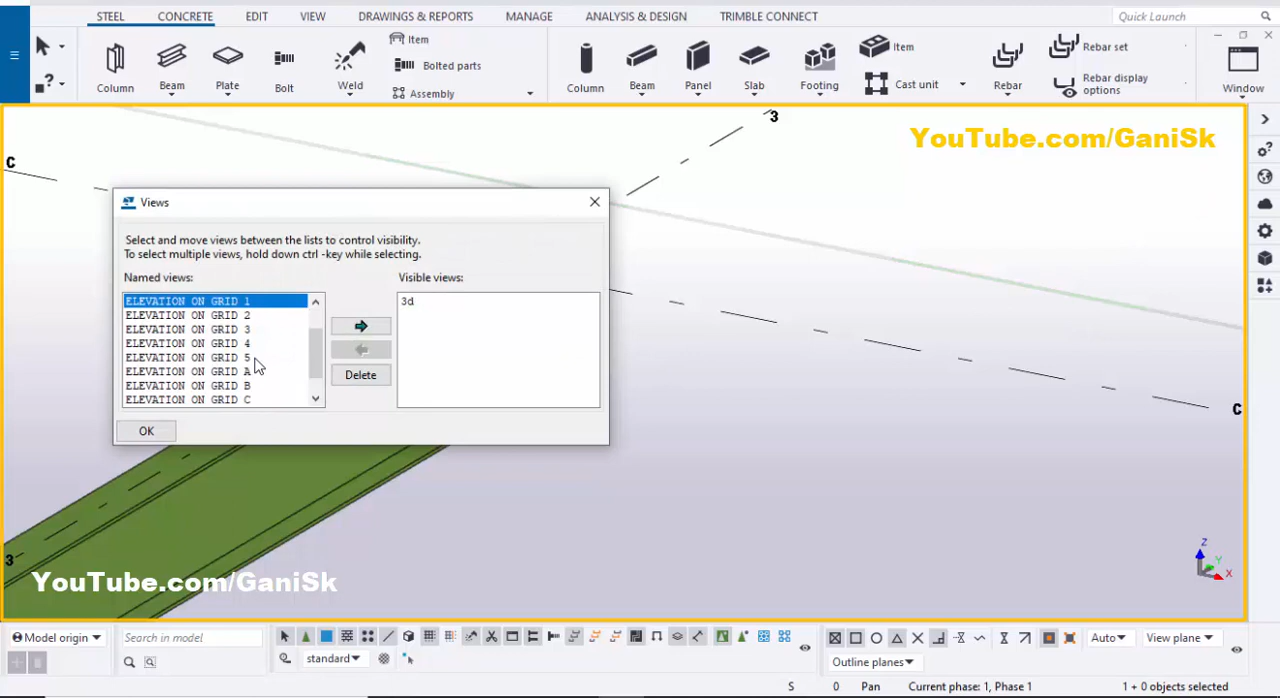 STEEL CONCRETE EDIT VIEW DRAWINGS & REPORTS MANAGE ANALYSIS & DESIGN TRIMBLE CONNECT Quick Launch
Column Beam Plate Bolt Weld
Item
Bolted parts
Assembly
Column Beam Panel Slab Footing
Item
Cast unit
Rebar
Rebar set
Rebar display
options
Window
3
YouTube.com/GaniSk
C
Views
Select and move views between the lists to control visibility.
To select multiple views, hold down ctrl -key while selecting.
Named views:
Visible views:
ELEVATION ON GRID 1
ELEVATION ON GRID 2
ELEVATION ON GRID 3
ELEVATION ON GRID 4
ELEVATION ON GRID 5
ELEVATION ON GRID A
ELEVATION ON GRID B
ELEVATION ON GRID C
3d
Delete
OK
C
3
YouTube.com/GaniSk
Z
Y
X
Model origin
Search in model
standard
Auto
View plane
Outline planes
S 0 Pan Current phase: 1, Phase 1 1 + 0 objects selected